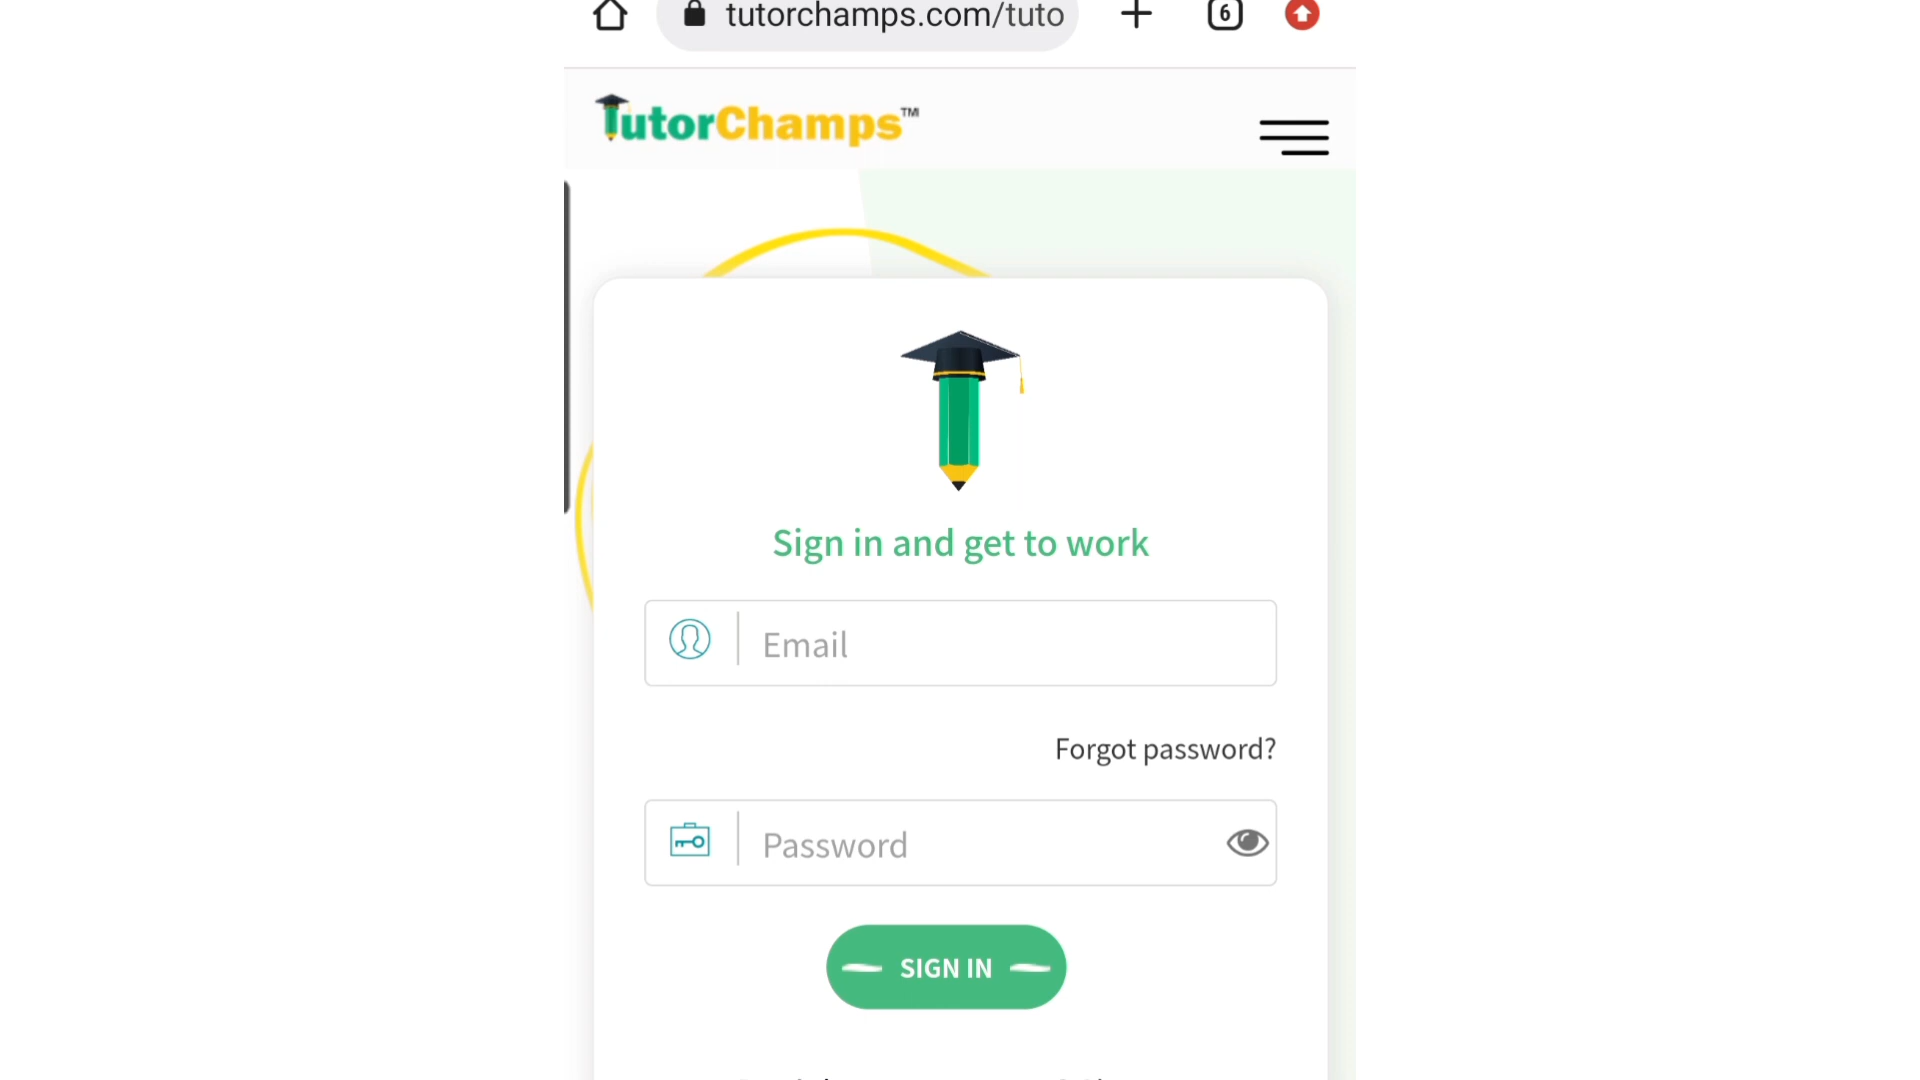 tutorchamps.com/tuto
6
TutorChamps™
Sign in and get to work
Email
Forgot password?
Password
SIGN IN